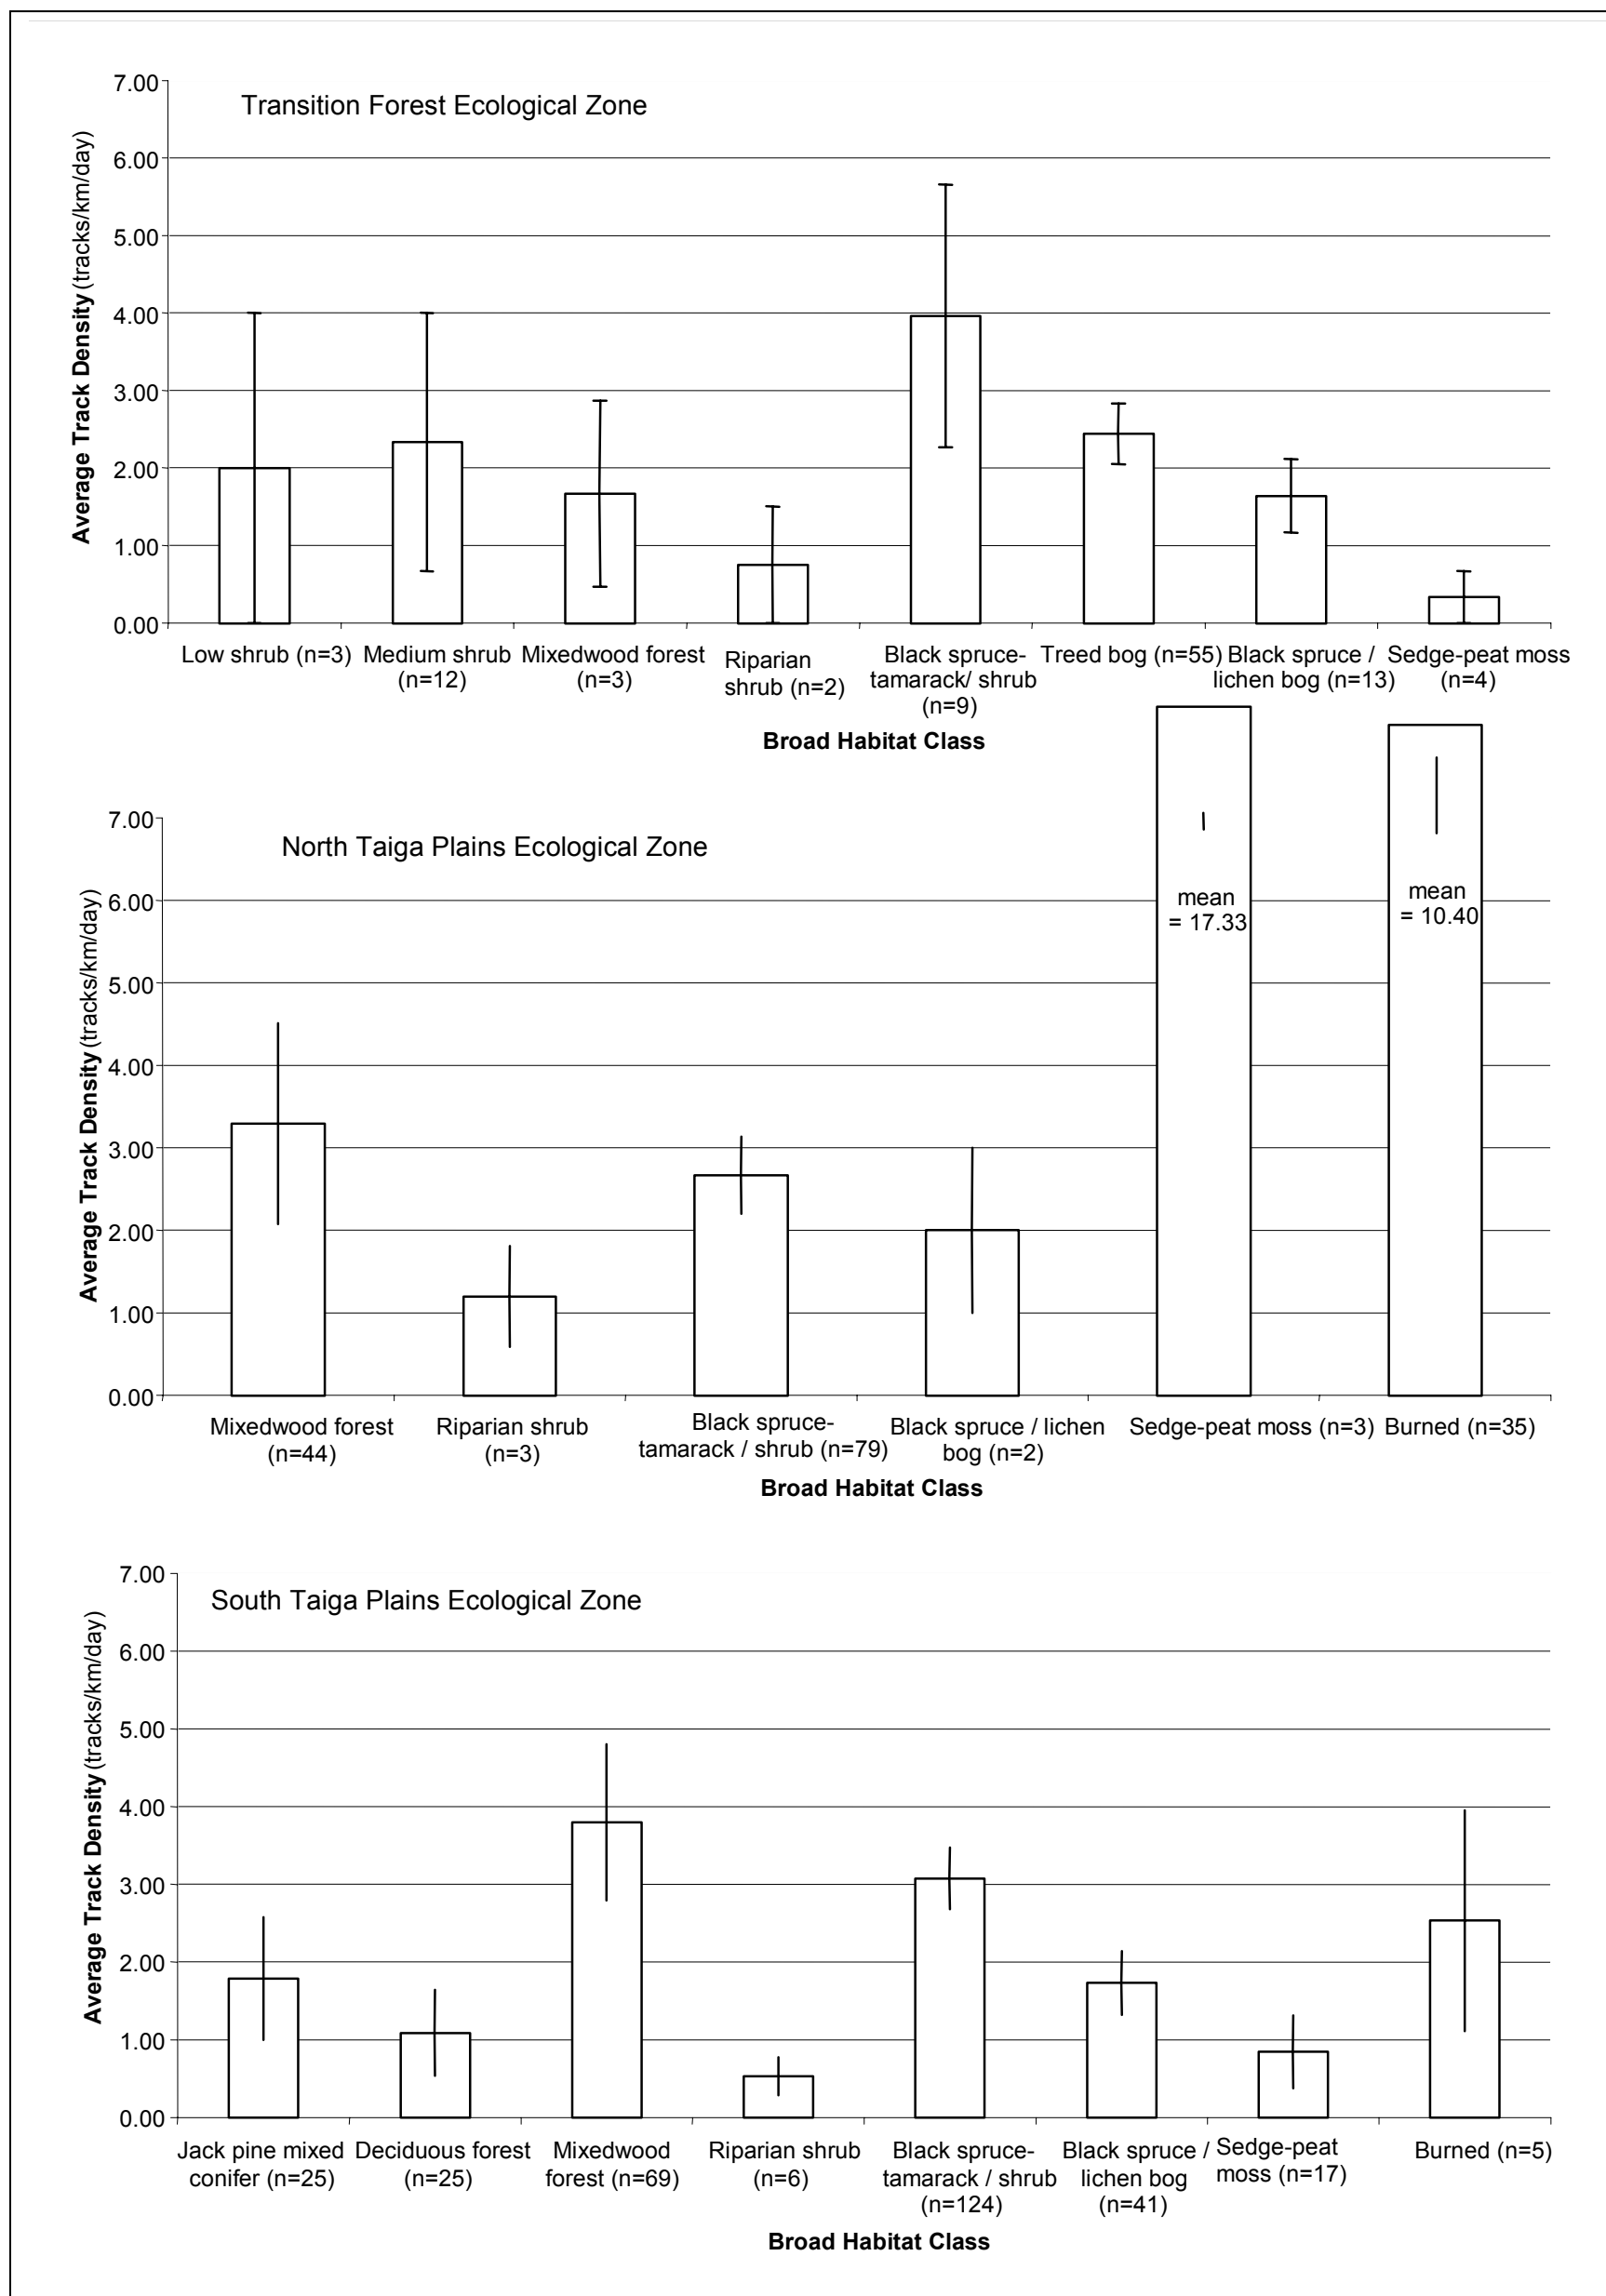 Transition Forest Ecological Zone
Average Track Density (tracks/km/day)
7.00
6.00
5.00
4.00
3.00
2.00
1.00
0.00
Low shrub (n=3)
Medium shrub
(n=12)
Mixedwood forest
(n=3)
Riparian
shrub (n=2)
Black spruce-
tamarack/ shrub
(n=9)
Treed bog (n=55)
Black spruce /
lichen bog (n=13)
Sedge-peat moss
(n=4)
Broad Habitat Class
North Taiga Plains Ecological Zone
Average Track Density (tracks/km/day)
7.00
6.00
5.00
4.00
3.00
2.00
1.00
0.00
mean
= 17.33
mean
= 10.40
Mixedwood forest
(n=44)
Riparian shrub
(n=3)
Black spruce-
tamarack / shrub (n=79)
Black spruce / lichen
bog (n=2)
Sedge-peat moss (n=3)
Burned (n=35)
Broad Habitat Class
South Taiga Plains Ecological Zone
Average Track Density (tracks/km/day)
7.00
6.00
5.00
4.00
3.00
2.00
1.00
0.00
Jack pine mixed
conifer (n=25)
Deciduous forest
(n=25)
Mixedwood
forest (n=69)
Riparian shrub
(n=6)
Black spruce-
tamarack / shrub
(n=124)
Black spruce /
lichen bog
(n=41)
Sedge-peat
moss (n=17)
Burned (n=5)
Broad Habitat Class